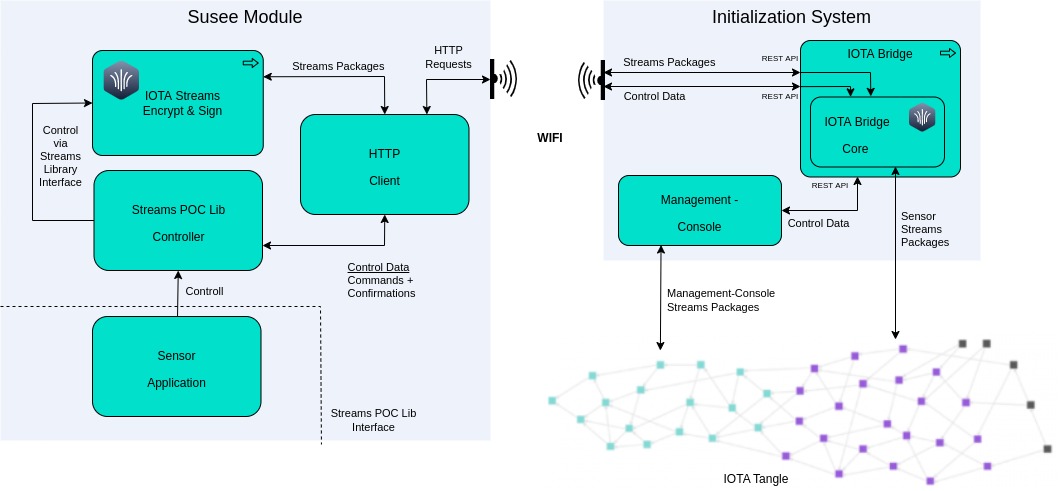 Susee Module
IOTA Streams
Encrypt & Sign
Streams Packages
HTTP
Requests
Control
via
Streams
Library
Interface
HTTP
Client
Streams POC Lib
Controller
Control Data
Commands +
Confirmations
Controll
Sensor
Application
Streams POC Lib
Interface
WIFI
Initialization System
Streams Packages
REST API
Control Data
REST API
IOTA Bridge
IOTA Bridge
Core
REST API
Management -
Console
Control Data
Sensor
Streams
Packages
Management-Console
Streams Packages
IOTA Tangle